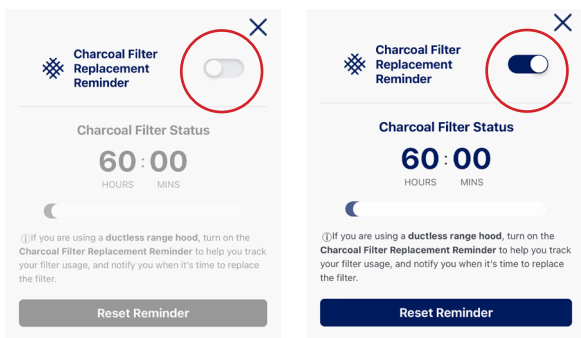 Charcoal Filter
Replacement
Reminder
Charcoal Filter Status
60 : 00
HOURS MINS
ⓘIf you are using a ductless range hood, turn on the
Charcoal Filter Replacement Reminder to help you track
your filter usage, and notify you when it's time to replace
the filter.
Reset Reminder
Charcoal Filter
Replacement
Reminder
Charcoal Filter Status
60 : 00
HOURS MINS
ⓘIf you are using a ductless range hood, turn on the
Charcoal Filter Replacement Reminder to help you track
your filter usage, and notify you when it's time to replace
the filter.
Reset Reminder